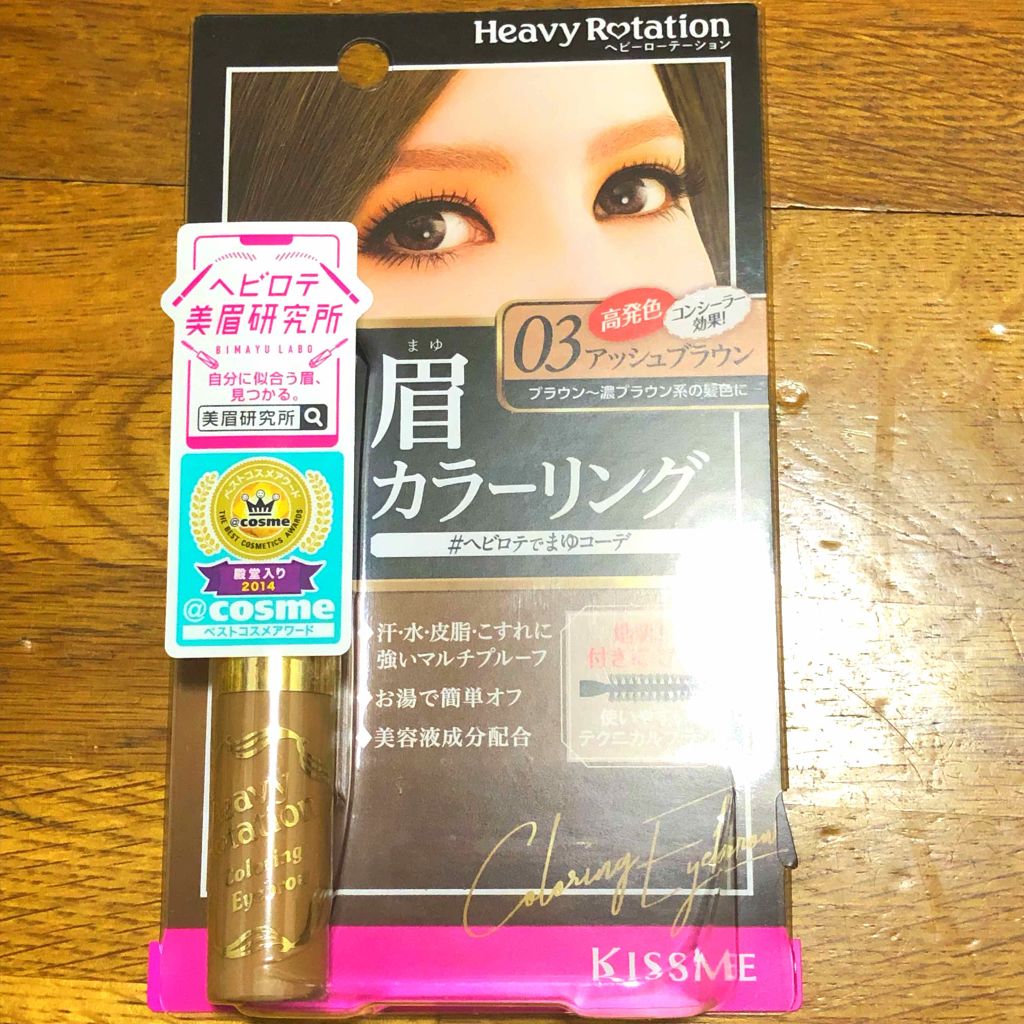 Heavy Rotation
ヘビーローテーション
ヘビロテ
美眉研究所
BIMAYU LABO
自分に似合う眉、
見つかる。
美眉研究所
ベストコスメアワード
@cosme
THE BEST COSMETICS AWARDS
殿堂入り
2014
@cosme
ベストコスメアワード
高発色
コンシーラー
効果!
03 アッシュブラウン
ブラウン〜濃ブラウン系の髪色に
まゆ
眉
カラーリング
#ヘビロテでまゆコーデ
汗・水・皮脂・こすれに
強いマルチプルーフ
お湯で簡単オフ
美容液成分配合
付きに
使いやすい
Coloring Eyebrow
KISSME
Coloring